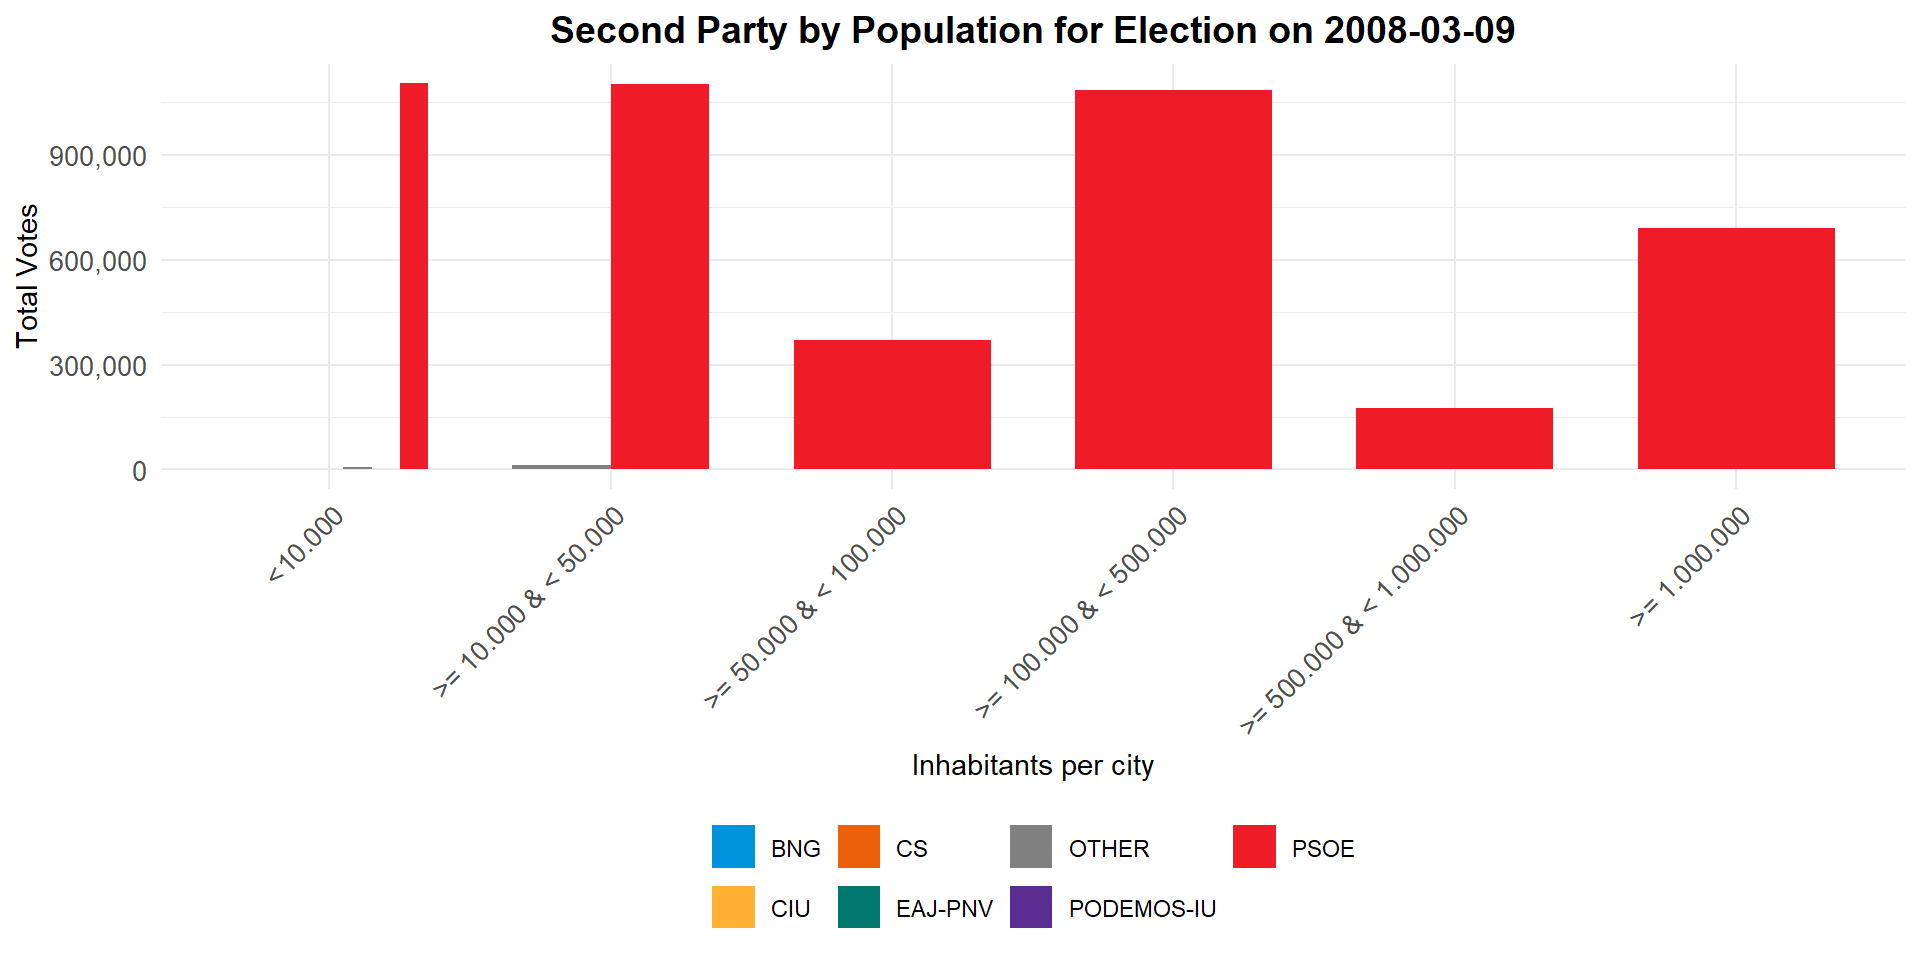 Second Party by Population for Election on 2008-03-09
Total Votes
900,000
600,000
300,000
0
<10.000
>= 10.000 & < 50.000
>= 50.000 & < 100.000
>= 100.000 & < 500.000
>= 500.000 & < 1.000.000
>= 1.000.000
Inhabitants per city
BNG CS OTHER PSOE
CIU EAJ-PNV PODEMOS-IU